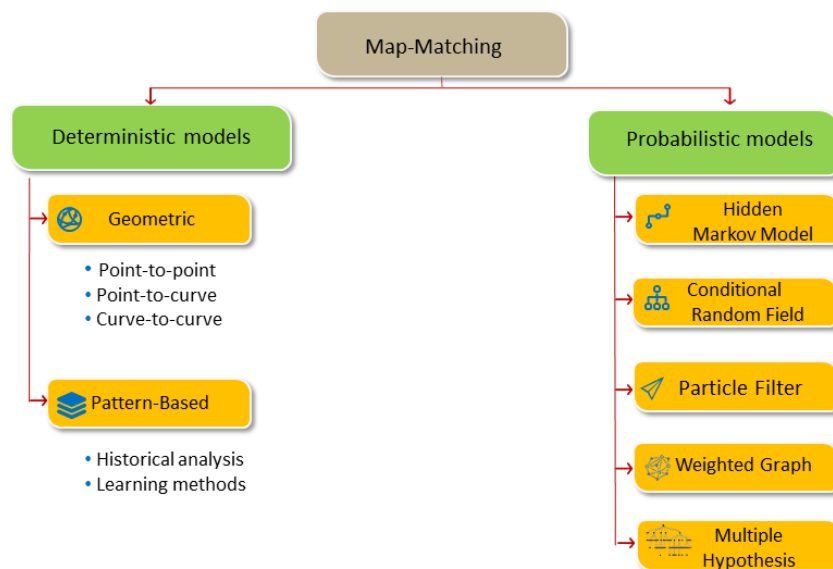 Map-Matching
Deterministic models
Geometric
• Point-to-point
• Point-to-curve
• Curve-to-curve
Pattern-Based
• Historical analysis
• Learning methods
Probabilistic models
Hidden
Markov Model
Conditional
Random Field
Particle Filter
Weighted Graph
Multiple
Hypothesis